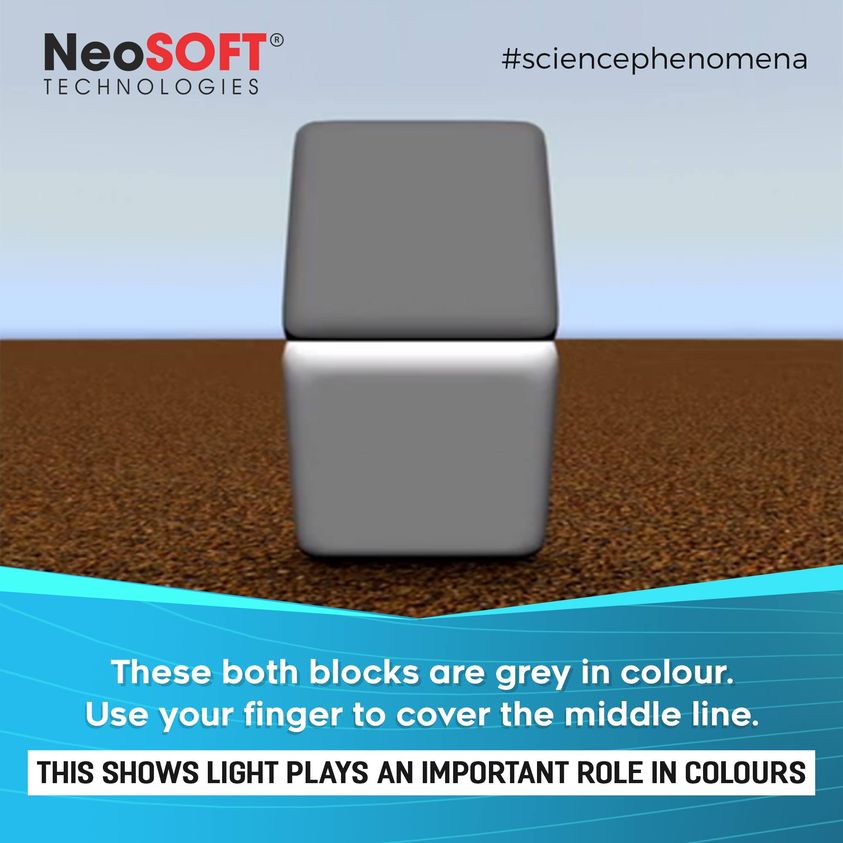 NeoSOFT®
TECHNOLOGIES
#sciencephenomena
These both blocks are grey in colour.
Use your finger to cover the middle line.
THIS SHOWS LIGHT PLAYS AN IMPORTANT ROLE IN COLOURS